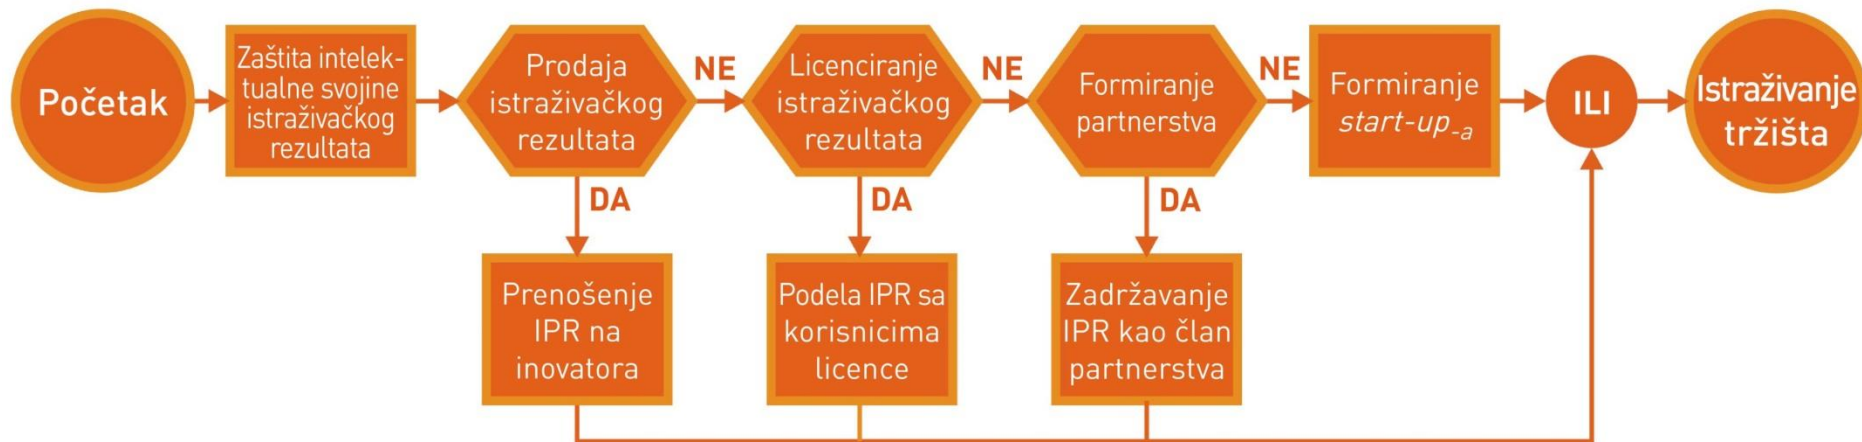 Početak
Zaštita intelek-
tualne svojine
istraživačkog
rezultata
Prodaja
istraživačkog
rezultata
NE
Licenciranje
istraživačkog
rezultata
NE
Formiranje
partnerstva
NE
Formiranje
start-up-a
ILI
Istraživanje
tržišta
DA
DA
DA
Prenošenje
IPR na
inovatora
Podela IPR sa
korisnicima
licence
Zadržavanje
IPR kao član
partnerstva